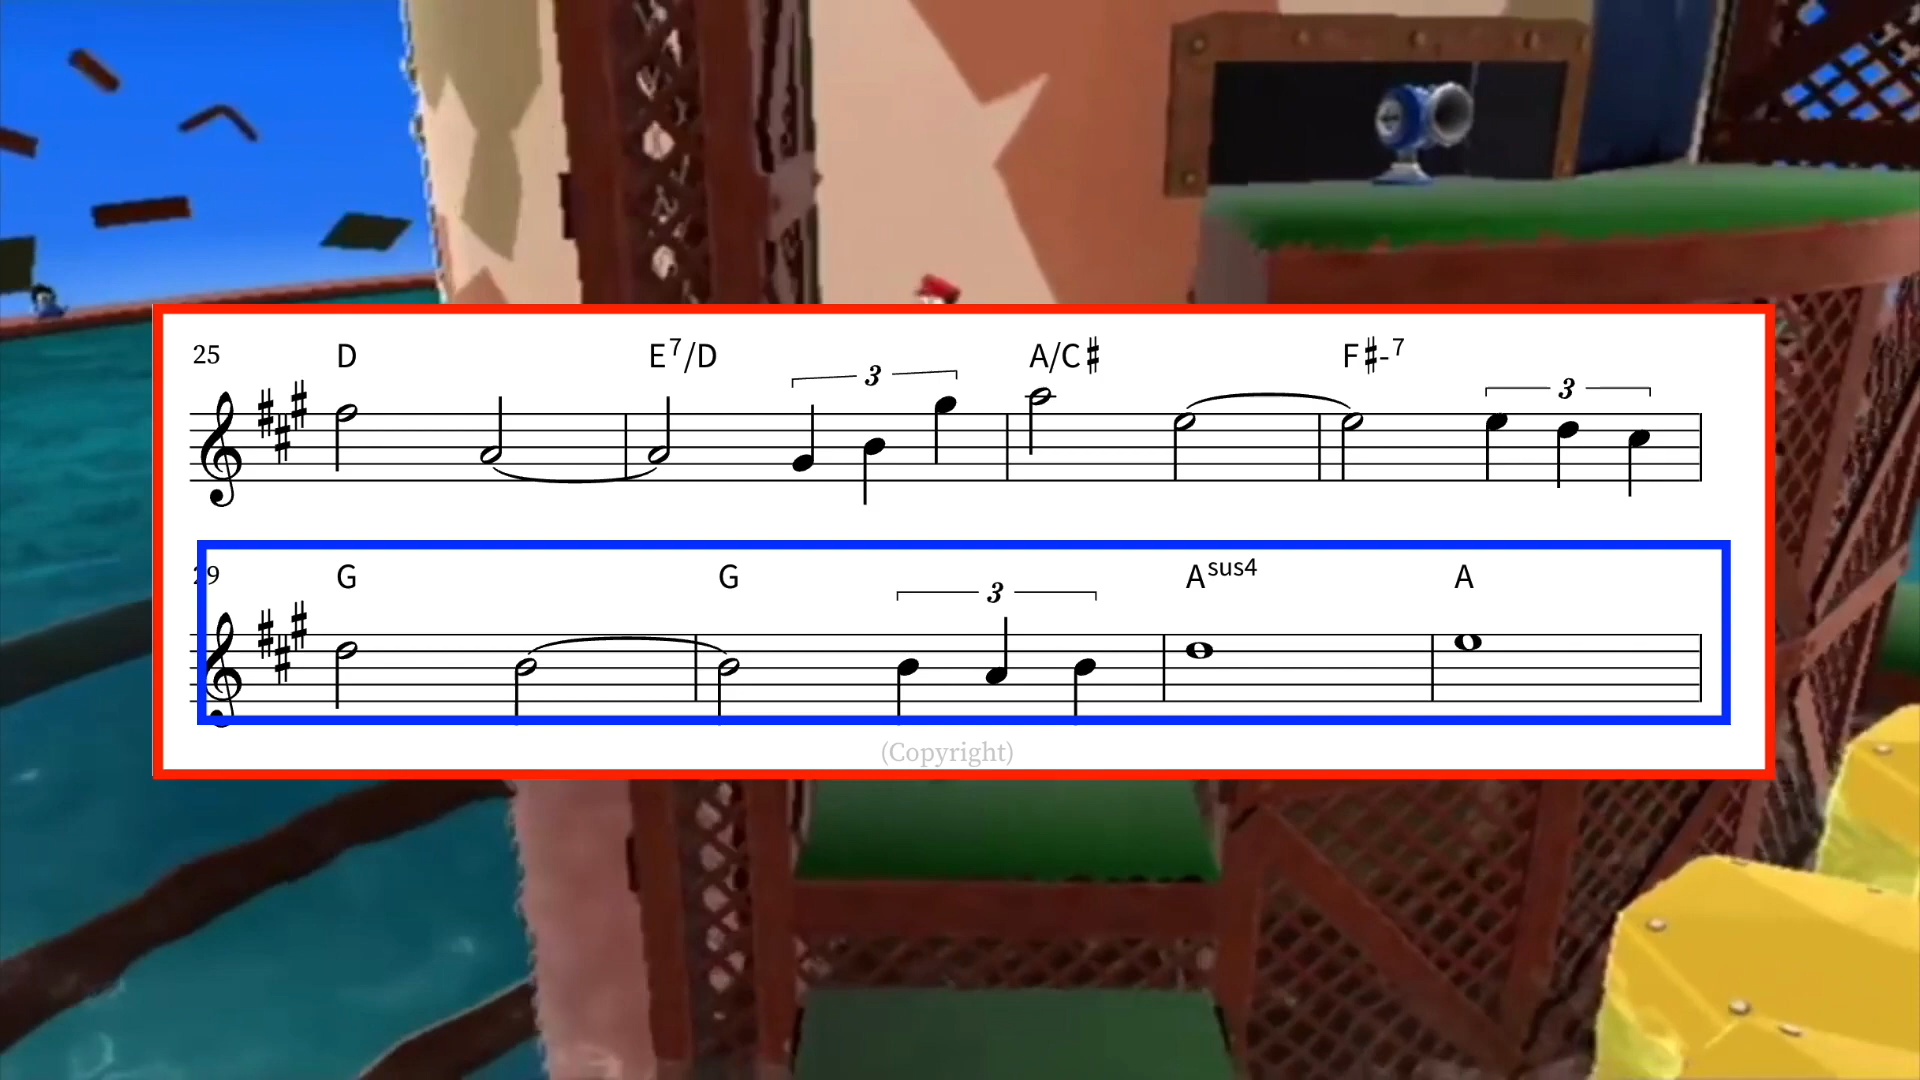 25 D E7/D A/C♯ F♯-7
3 3
29 G G Asus4 A
3
(Copyright)